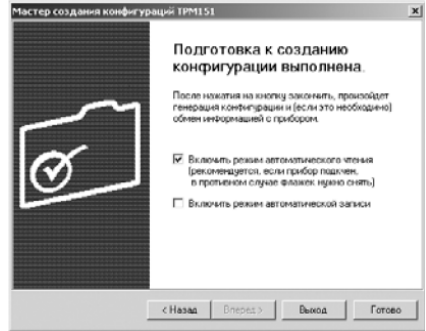 Мастер создания конфигураций ТРМ151
Подготовка к созданию
конфигурации выполнена.
После нажатия на кнопку закончить, произойдет
генерация конфигурации и (если это необходимо)
обмен информацией с прибором.
Включить режим автоматического чтения
(рекомендуется, если прибор подключен,
в противном случае флажек нужно снять)
Включить режим автоматической записи
< Назад
Вперед >
Выход
Готово